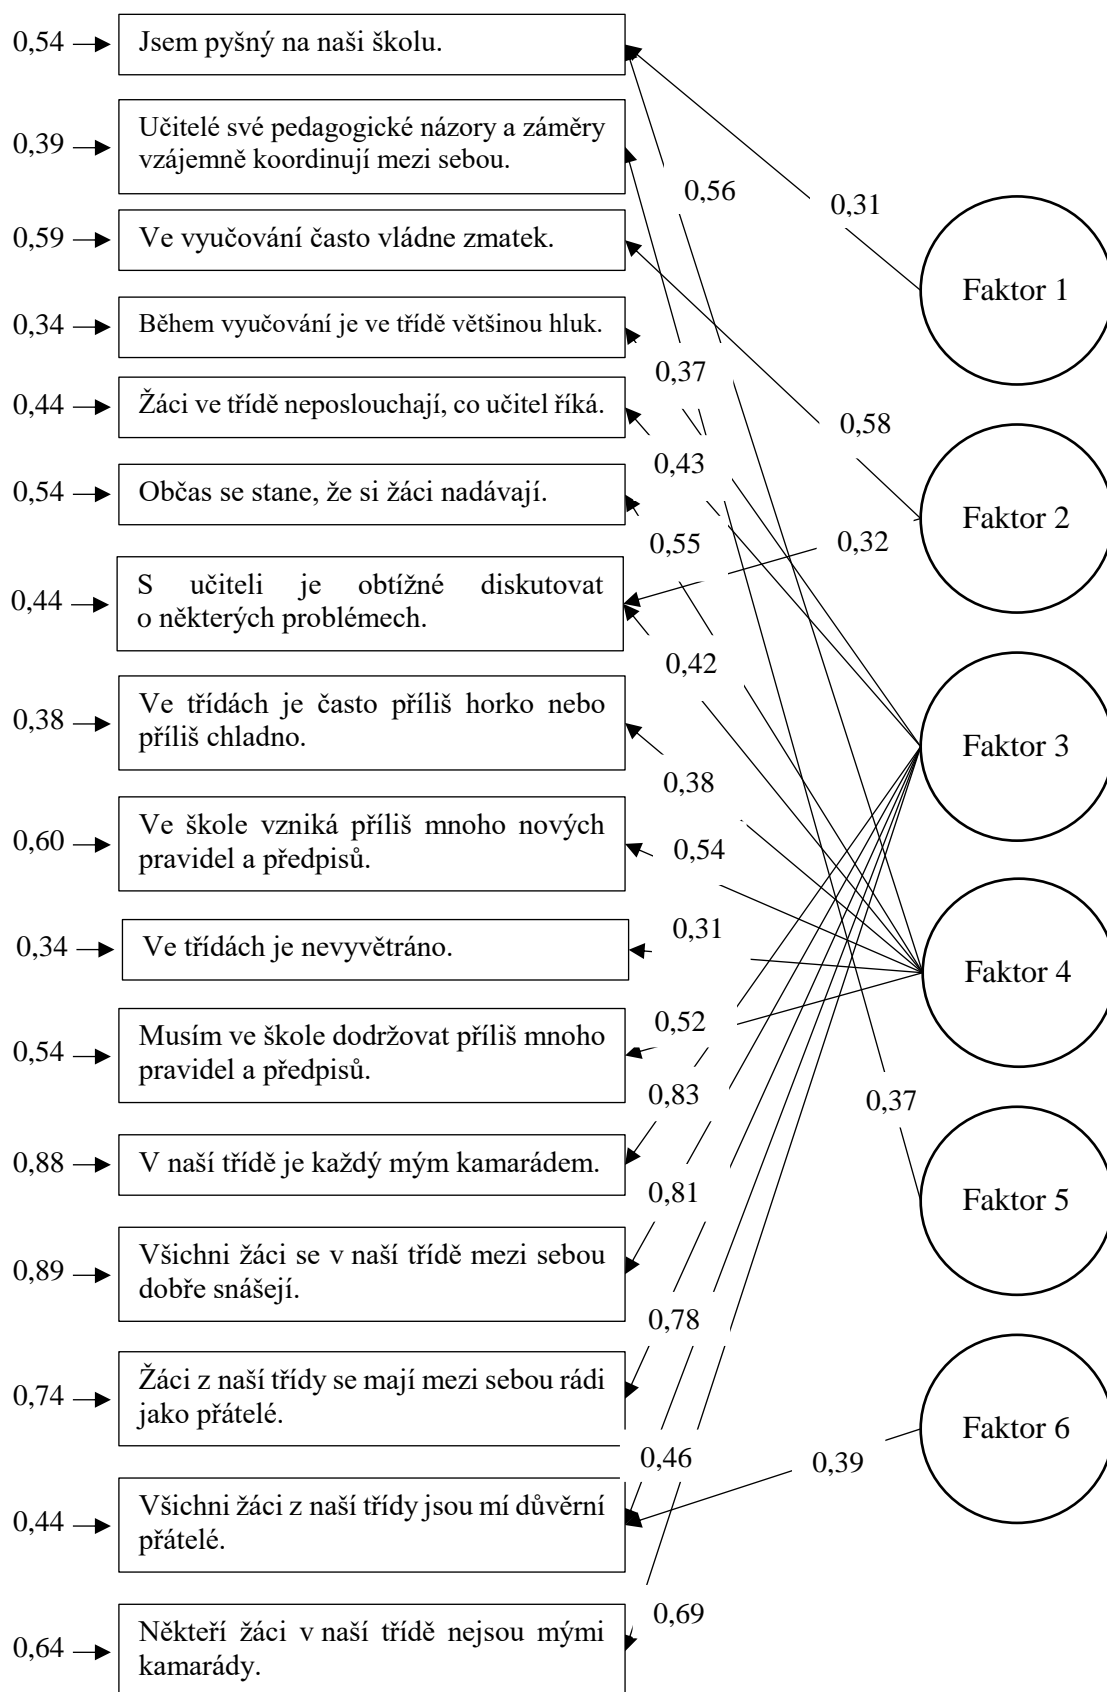 0,54
Jsem pyšný na naši školu.
0,39
Učitelé své pedagogické názory a záměry
vzájemně koordinují mezi sebou.
0,56
0,31
0,59
Ve vyučování často vládne zmatek.
Faktor 1
0,34
Během vyučování je ve třídě většinou hluk.
0,37
0,44
Žáci ve třídě neposlouchají, co učitel říká.
0,58
0,43
0,54
Občas se stane, že si žáci nadávají.
Faktor 2
0,55
0,32
0,44
S učiteli je obtížné diskutovat
o některých problémech.
0,42
0,38
Ve třídách je často příliš horko nebo
příliš chladno.
Faktor 3
0,38
0,60
Ve škole vzniká příliš mnoho nových
pravidel a předpisů.
0,54
0,31
0,34
Ve třídách je nevyvětráno.
Faktor 4
0,52
0,54
Musím ve škole dodržovat příliš mnoho
pravidel a předpisů.
0,83
0,37
0,88
V naší třídě je každý mým kamarádem.
0,81
Faktor 5
0,89
Všichni žáci se v naší třídě mezi sebou
dobře snášejí.
0,78
0,74
Žáci z naší třídy se mají mezi sebou rádi
jako přátelé.
Faktor 6
0,46
0,39
0,44
Všichni žáci z naší třídy jsou mí důvěrní
přátelé.
0,69
0,64
Někteří žáci v naší třídě nejsou mými
kamarády.